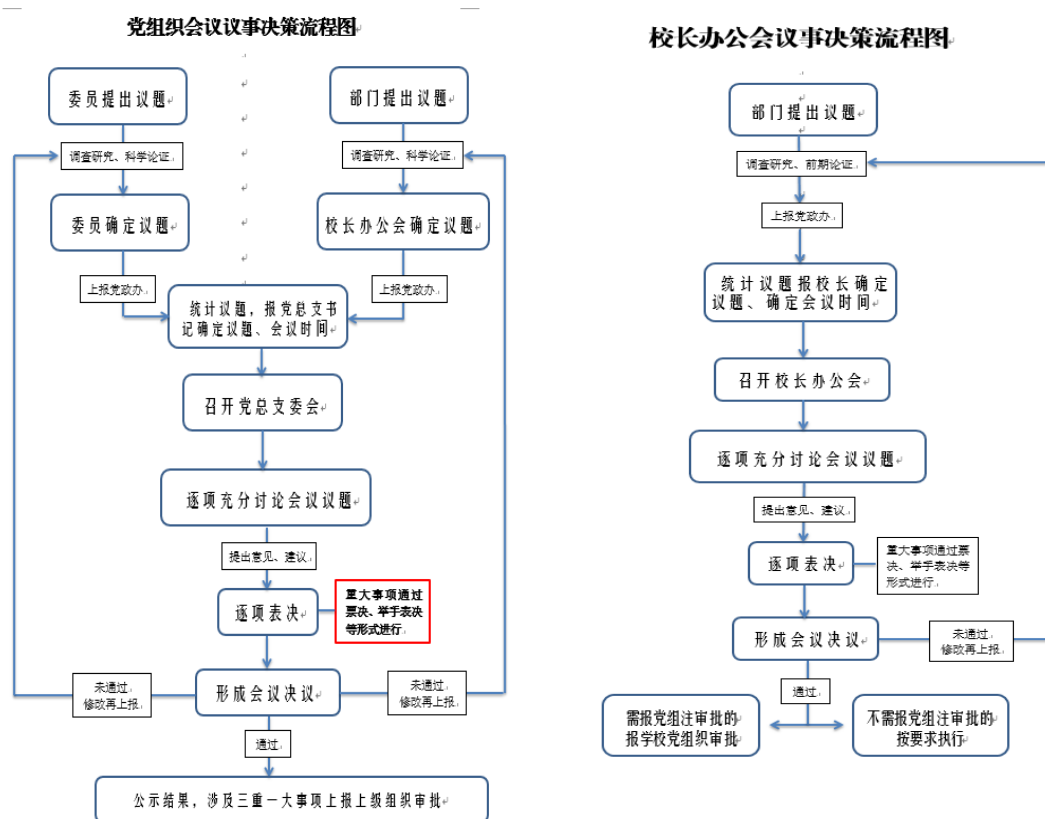 党组织会议议事决策流程图
委员提出议题
部门提出议题
调查研究、科学论证
调查研究、科学论证
委员确定议题
校长办公会确定议题
上报党政办
上报党政办
统计议题，报党总支书
记确定议题、会议时间
召开党总支委会
逐项充分讨论会议议题
提出意见、建议
逐项表决
重大事项通过
票决、举手表决
等形式进行
形成会议决议
未通过，
修改再上报
未通过，
修改再上报
通过
公示结果，涉及三重一大事项上报上级组织审批
校长办公会议事决策流程图
部门提出议题
调查研究、前期论证
上报党政办
统计议题报校长确定
议题、确定会议时间
召开校长办公会
逐项充分讨论会议议题
提出意见、建议
逐项表决
重大事项通过票
决、举手表决等
形式进行
形成会议决议
未通过，
修改再上报
通过
需报党组注审批的
报学校党组织审批
不需报党组注审批的
按要求执行